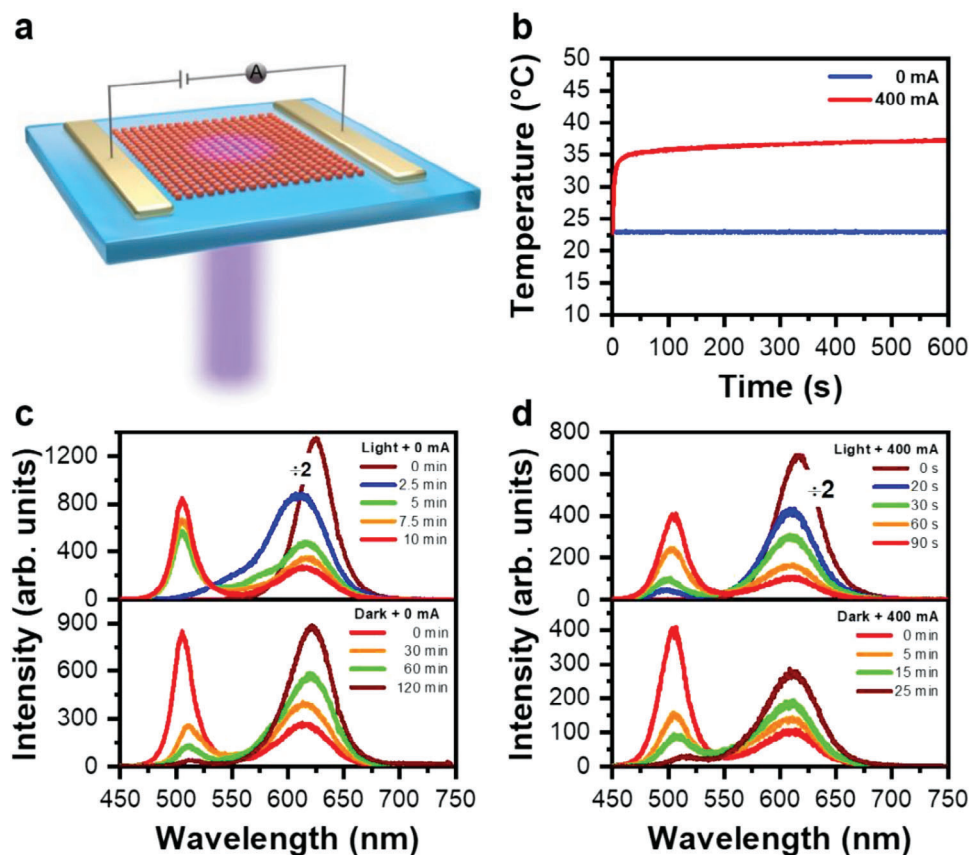 a
A
b
Temperature (°C)
50
45
40
35
30
25
20
15
10
0 mA
400 mA
0 100 200 300 400 500 600
Time (s)
c
Intensity (arb. units)
1200
800
400
0
÷2
Light + 0 mA
0 min
2.5 min
5 min
7.5 min
10 min
900
600
300
0
Dark + 0 mA
0 min
30 min
60 min
120 min
450 500 550 600 650 700 750
Wavelength (nm)
d
Intensity (arb. units)
800
600
400
200
0
÷2
Light + 400 mA
0 s
20 s
30 s
60 s
90 s
400
300
200
100
0
Dark + 400 mA
0 min
5 min
15 min
25 min
450 500 550 600 650 700 750
Wavelength (nm)